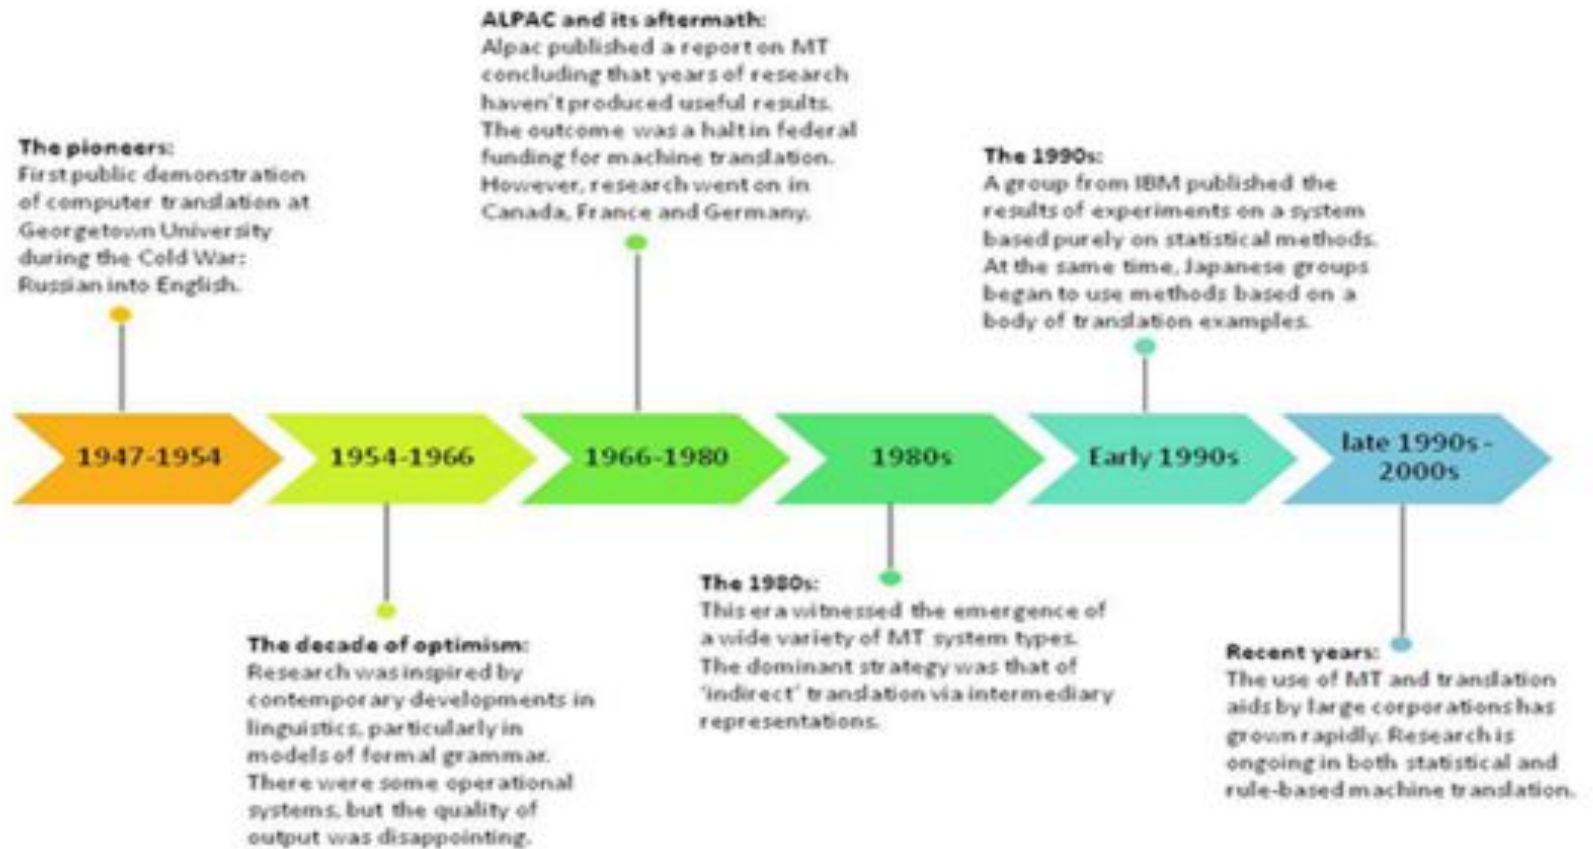 ALPAC and its aftermath:
Alpac published a report on MT
concluding that years of research
haven't produced useful results.
The outcome was a halt in federal
funding for machine translation.
However, research went on in
Canada, France and Germany.
The pioneers:
First public demonstration
of computer translation at
Georgetown University
during the Cold War:
Russian into English.
The 1990s:
A group from IBM published the
results of experiments on a system
based purely on statistical methods.
At the same time, Japanese groups
began to use methods based on a
body of translation examples.
1947-1954
1954-1966
1966-1980
1980s
Early 1990s
late 1990s -
2000s
The decade of optimism:
Research was inspired by
contemporary developments in
linguistics, particularly in
models of formal grammar.
There were some operational
systems, but the quality of
output was disappointing.
The 1980s:
This era witnessed the emergence of
a wide variety of MT system types.
The dominant strategy was that of
'indirect' translation via intermediary
representations.
Recent years:
The use of MT and translation
aids by large corporations has
grown rapidly. Research is
ongoing in both statistical and
rule-based machine translation.